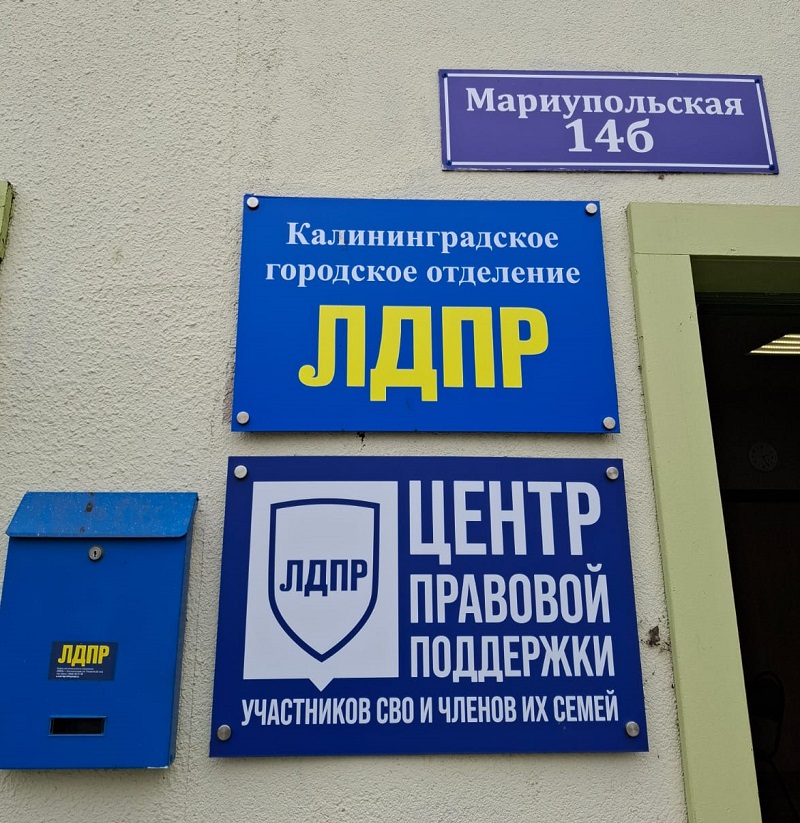 Мариупольская
14б
Калининградское
городское отделение
ЛДПР
ЦЕНТР
ПРАВОВОЙ
ПОДДЕРЖКИ
ЛДПР
УЧАСТНИКОВ СВО И ЧЛЕНОВ ИХ СЕМЕЙ
ЛДПР